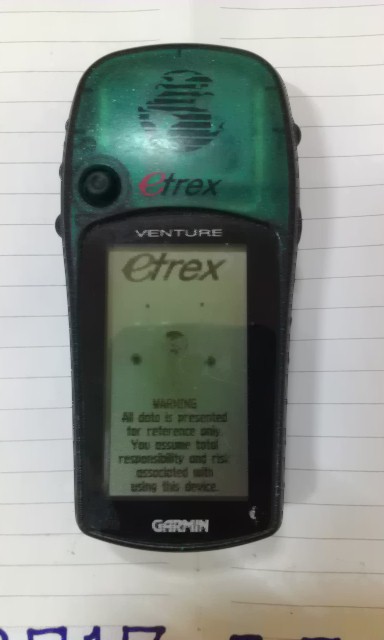 etrex
VENTURE
etrex
WARNING
All data is presented
for reference only.
You assume total
responsibility and risk
associated with
using this device.
GARMIN